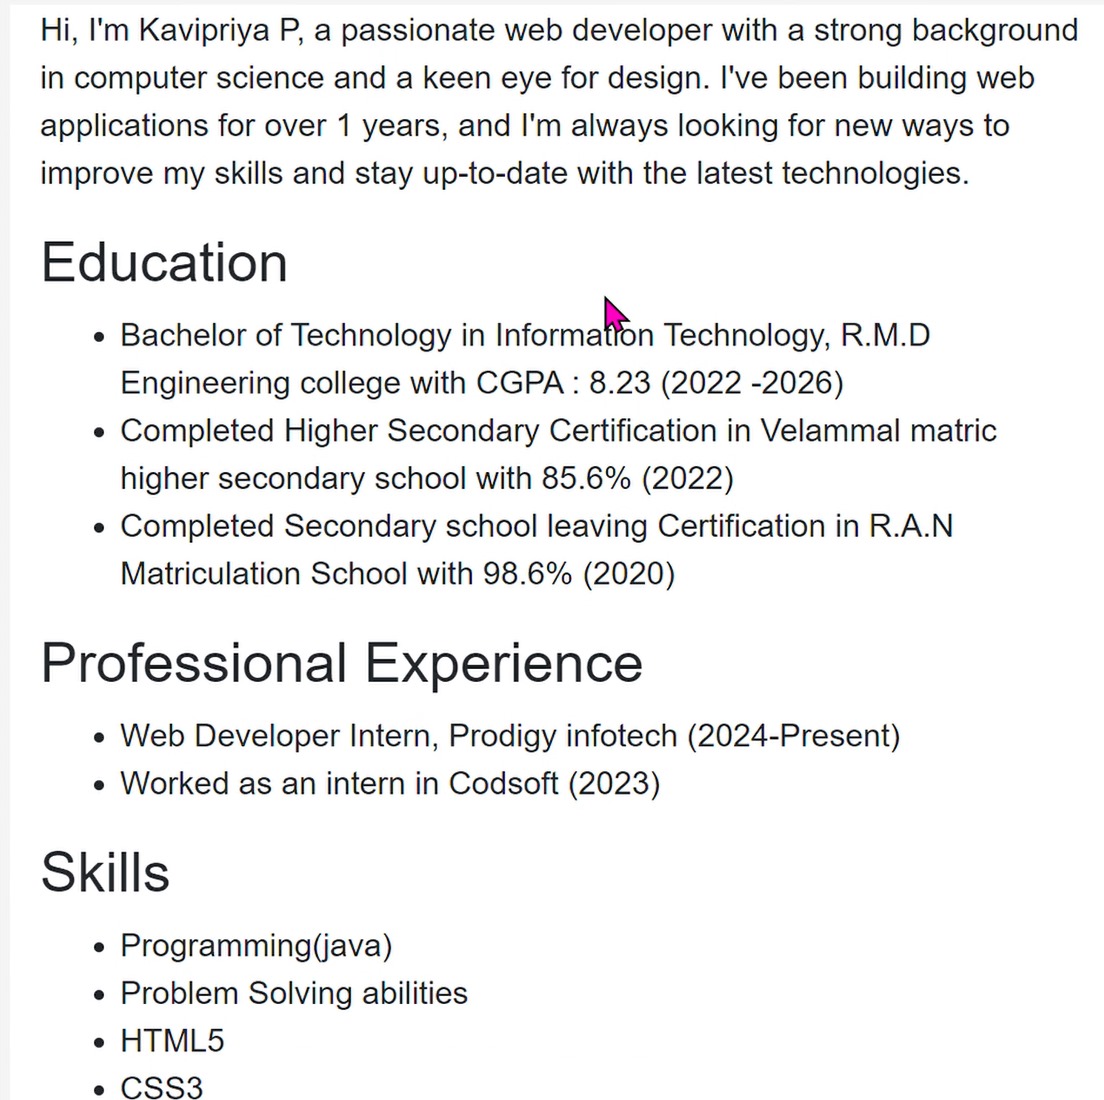 Hi, I'm Kavipriya P, a passionate web developer with a strong background
in computer science and a keen eye for design. I've been building web
applications for over 1 years, and I'm always looking for new ways to
improve my skills and stay up-to-date with the latest technologies.
Education
• Bachelor of Technology in Information Technology, R.M.D
Engineering college with CGPA : 8.23 (2022 -2026)
• Completed Higher Secondary Certification in Velammal matric
higher secondary school with 85.6% (2022)
• Completed Secondary school leaving Certification in R.A.N
Matriculation School with 98.6% (2020)
Professional Experience
• Web Developer Intern, Prodigy infotech (2024-Present)
• Worked as an intern in Codsoft (2023)
Skills
• Programming(java)
• Problem Solving abilities
• HTML5
• CSS3